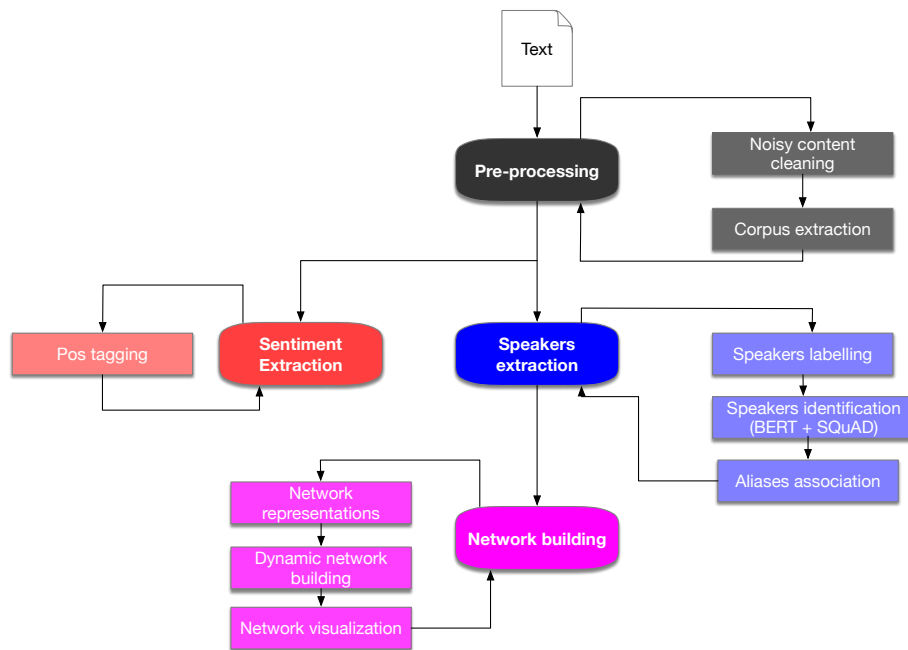 Text
Pre-processing
Noisy content
cleaning
Corpus extraction
Pos tagging
Sentiment
Extraction
Speakers
extraction
Speakers labelling
Speakers identification
(BERT + SQuAD)
Aliases association
Network
representations
Dynamic network
building
Network visualization
Network building